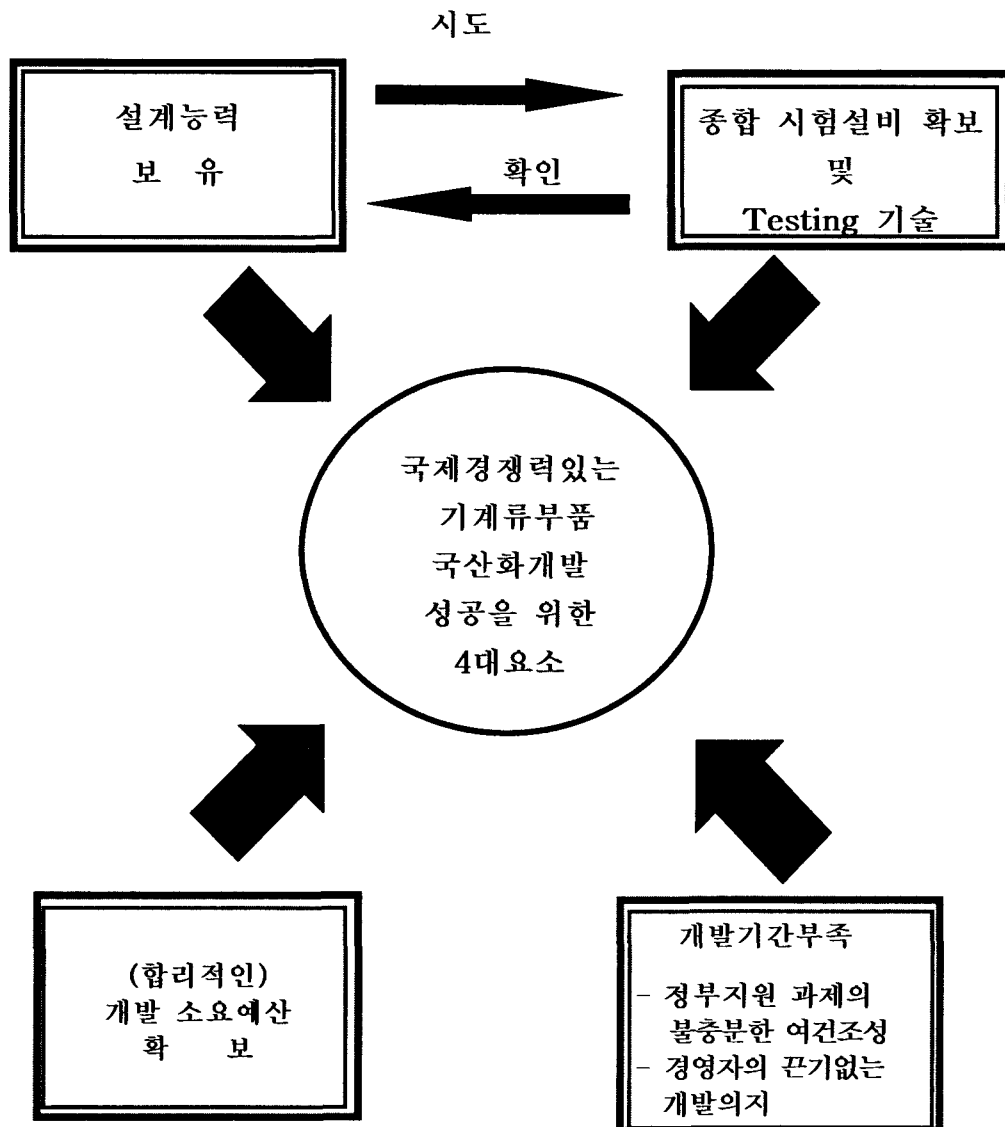 시도
설계능력
보 유
종합 시험설비 확보
및
Testing 기술
확인
국제경쟁력있는
기계류부품
국산화개발
성공을 위한
4대요소
(합리적인)
개발 소요예산
확 보
개발기간부족
- 정부지원 과제의
불충분한 여건조성
- 경영자의 끈기없는
개발의지